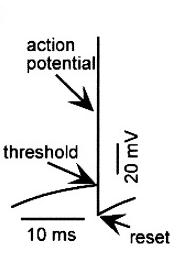 action
potential
threshold
20 mV
10 ms
reset